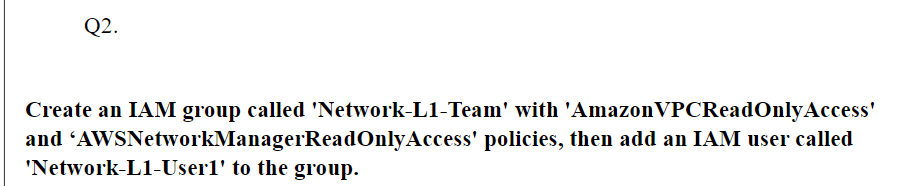 Q2.
Create an IAM group called 'Network-L1-Team' with 'AmazonVPCReadOnlyAccess'
and ‘AWSNetworkManagerReadOnlyAccess' policies, then add an IAM user called
'Network-L1-User1' to the group.